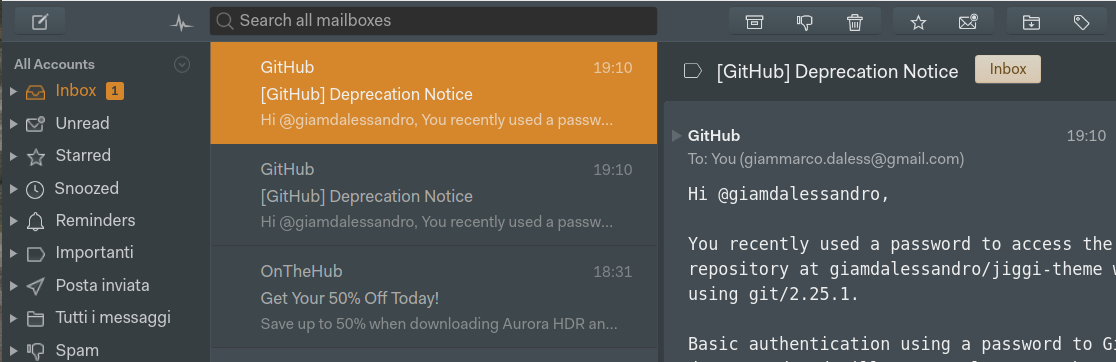 Search all mailboxes
All Accounts
Inbox 1
Unread
Starred
Snoozed
Reminders
Importanti
Posta inviata
Tutti i messaggi
Spam
GitHub 19:10
[GitHub] Deprecation Notice
Hi @giamdalessandro, You recently used a passw...
GitHub 19:10
[GitHub] Deprecation Notice
Hi @giamdalessandro, You recently used a passw...
OnTheHub 18:31
Get Your 50% Off Today!
Save up to 50% when downloading Aurora HDR an...
[GitHub] Deprecation Notice Inbox
GitHub 19:10
To: You (giammarco.daless@gmail.com)
Hi @giamdalessandro,
You recently used a password to access the
repository at giamdalessandro/jiggi-theme w
using git/2.25.1.
Basic authentication using a password to G